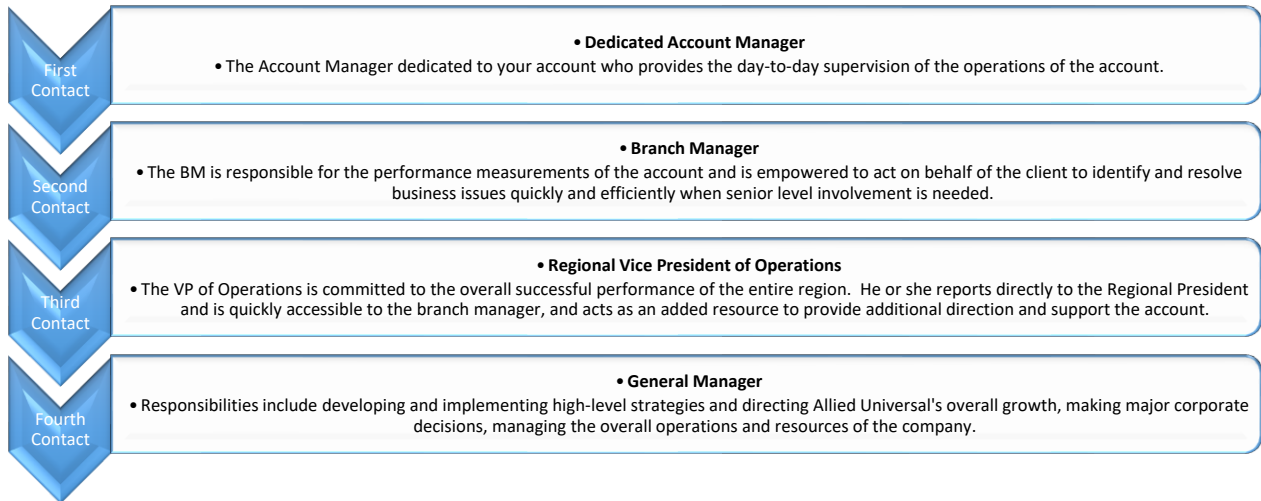 First
Contact
• Dedicated Account Manager
• The Account Manager dedicated to your account who provides the day-to-day supervision of the operations of the account.
Second
Contact
• Branch Manager
• The BM is responsible for the performance measurements of the account and is empowered to act on behalf of the client to identify and resolve
business issues quickly and efficiently when senior level involvement is needed.
Third
Contact
• Regional Vice President of Operations
• The VP of Operations is committed to the overall successful performance of the entire region.  He or she reports directly to the Regional President
and is quickly accessible to the branch manager, and acts as an added resource to provide additional direction and support the account.
Fourth
Contact
• General Manager
• Responsibilities include developing and implementing high-level strategies and directing Allied Universal's overall growth, making major corporate
decisions, managing the overall operations and resources of the company.